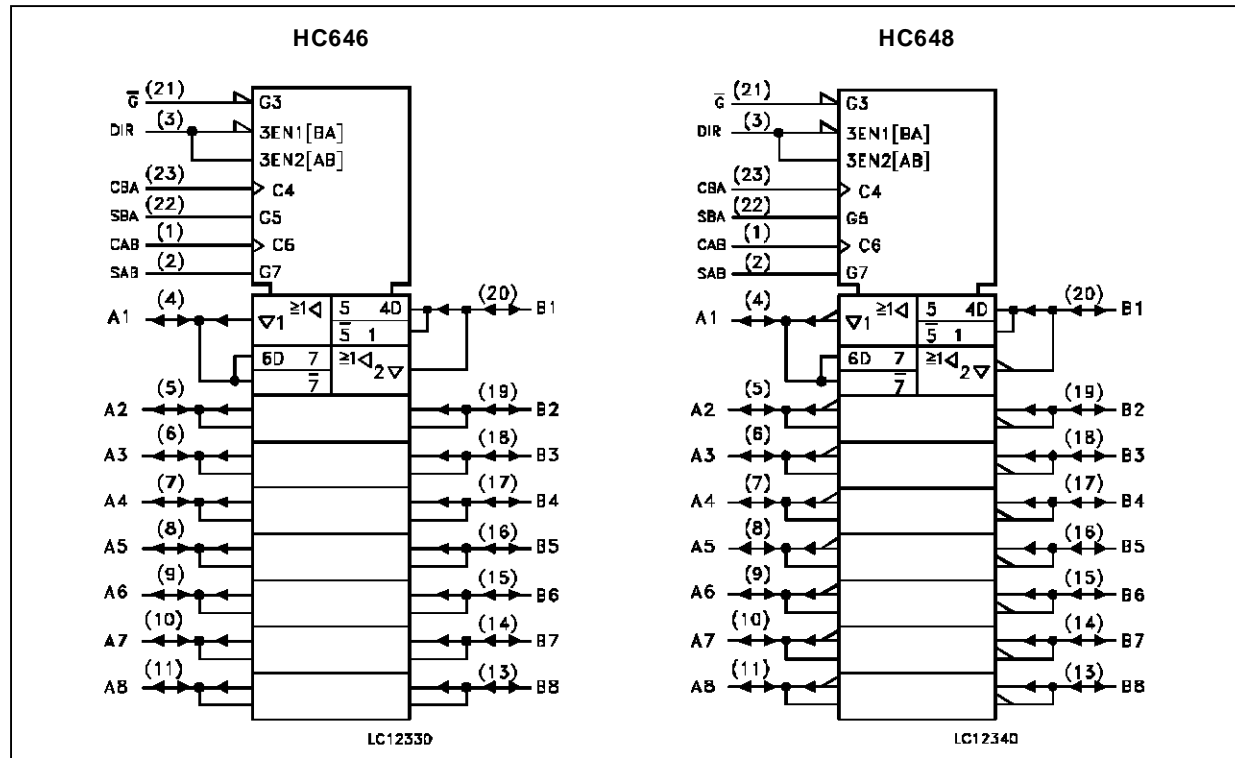 HC646
HC648
G̅ (21) G3
DIR (3) 3EN1[BA]
3EN2[AB]
CBA (23) C4
SBA (22) G5
CAB (1) C6
SAB (2) G7
A1 (4) ▽1 ≥1◁ 5 4D (20) B1
5̅ 1
6D 7 ≥1◁ 2▽
7̅
A2 (5) (19) B2
A3 (6) (18) B3
A4 (7) (17) B4
A5 (8) (16) B5
A6 (9) (15) B6
A7 (10) (14) B7
A8 (11) (13) B8
LC12330
G̅ (21) G3
DIR (3) 3EN1[BA]
3EN2[AB]
CBA (23) C4
SBA (22) G5
CAB (1) C6
SAB (2) G7
A1 (4) ▽1 ≥1◁ 5 4D (20) B1
5̅ 1
6D 7 ≥1◁ 2▽
7̅
A2 (5) (19) B2
A3 (6) (18) B3
A4 (7) (17) B4
A5 (8) (16) B5
A6 (9) (15) B6
A7 (10) (14) B7
A8 (11) (13) B8
LC12340